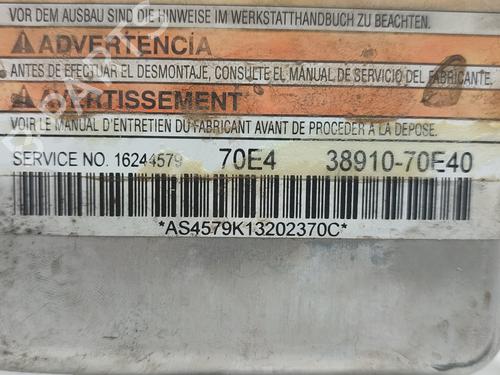 VOR DEM AUSBAU SIND DIE HINWEISE IM WERKSTATTHANDBUCH ZU BEACHTEN.
ADVERTENCIA
ANTES DE EFECTUAR EL DESMONTAJE, CONSULTE EL MANUAL DE SERVICIO DEL FABRICANTE.
AVERTISSEMENT
VOIR LE MANUAL D'ENTRETIEN DU FABRICANT AVANT DE PROCÉDER À LA DEPOSE.
SERVICE NO. 16244579 70E4 38910-70E40
*AS4579K13202370C*